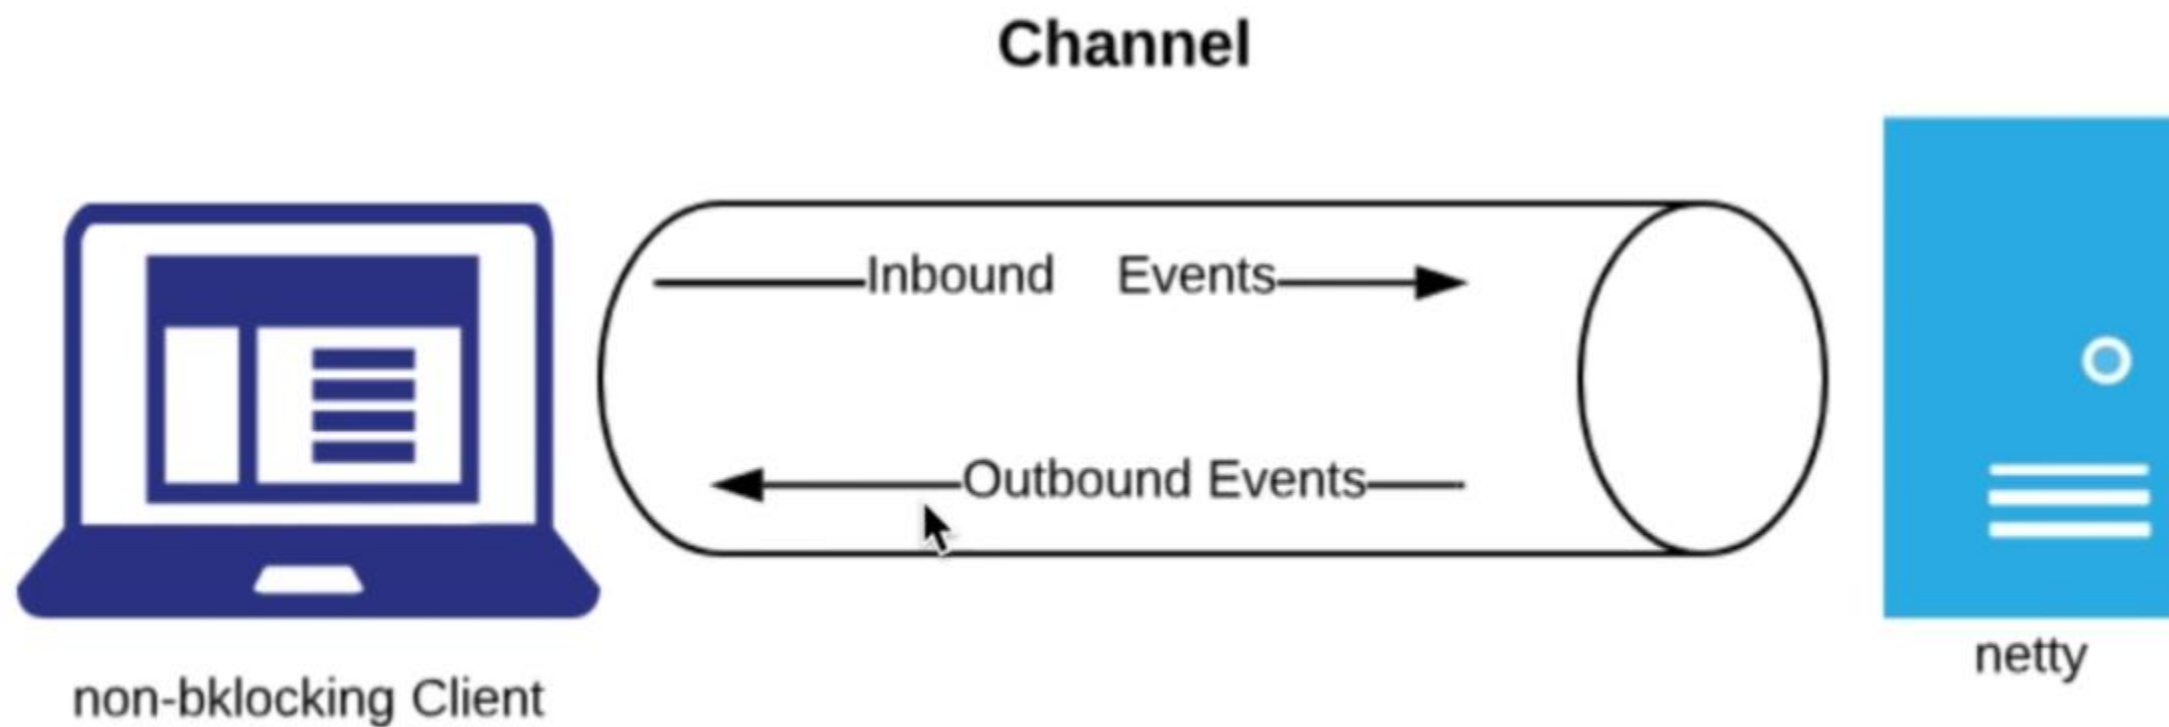 Channel
Inbound Events
Outbound Events
netty
non-bklocking Client